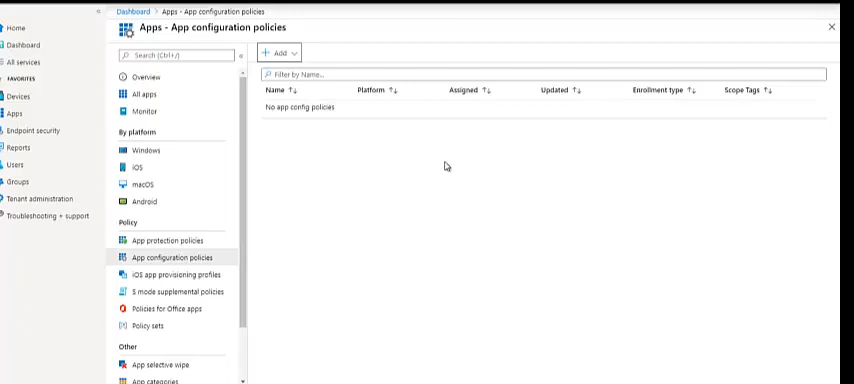 Dashboard > Apps - App configuration policies
Apps - App configuration policies
Home
Dashboard
All services
FAVORITES
Devices
Apps
Endpoint security
Reports
Users
Groups
Tenant administration
Troubleshooting + support
Search (Ctrl+/)
Overview
All apps
Monitor
By platform
Windows
iOS
macOS
Android
Policy
App protection policies
App configuration policies
iOS app provisioning profiles
S mode supplemental policies
Policies for Office apps
Policy sets
Other
App selective wipe
App categories
+ Add
Filter by Name...
Name ↑↓ Platform ↑↓ Assigned ↑↓ Updated ↑↓ Enrollment type ↑↓ Scope Tags ↑↓
No app config policies